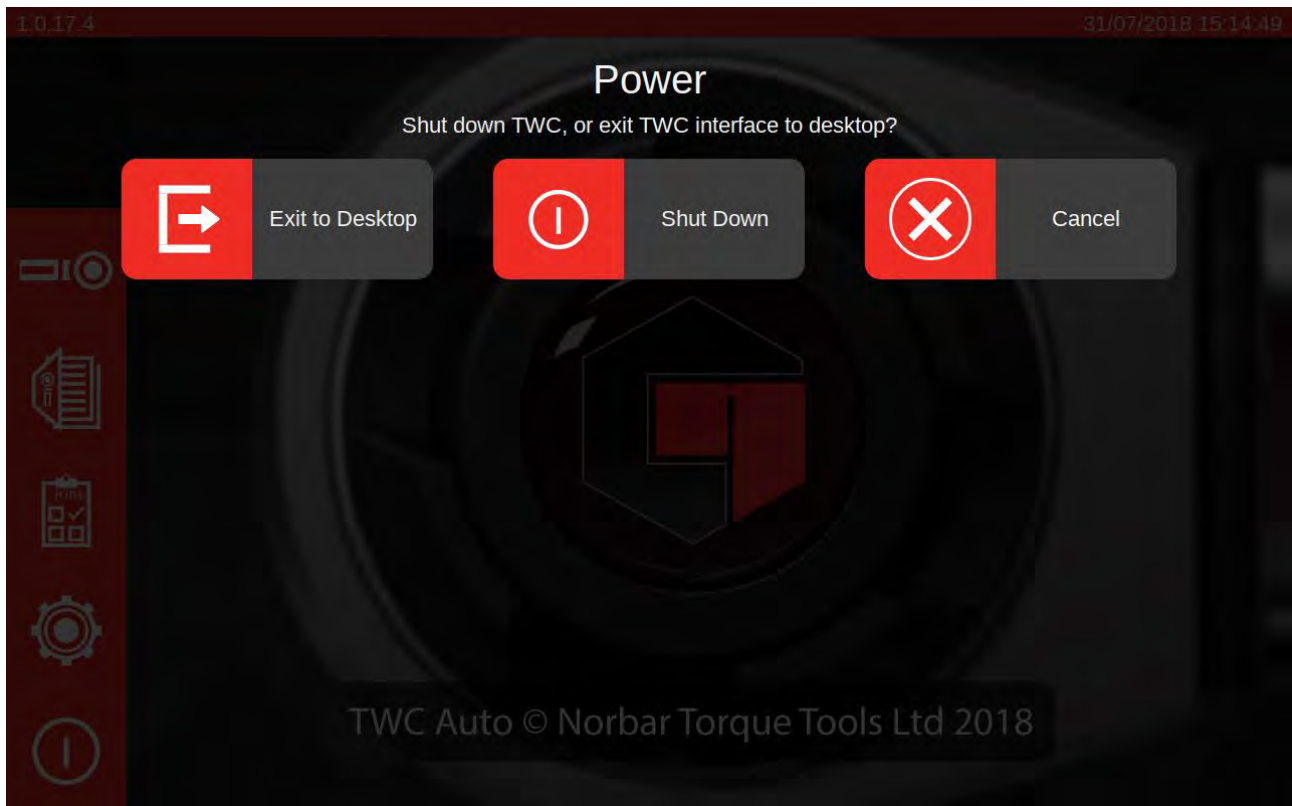 1.0.17.4
31/07/2018 15:14:49
Power
Shut down TWC, or exit TWC interface to desktop?
Exit to Desktop
Shut Down
Cancel
JOBS
TWC Auto © Norbar Torque Tools Ltd 2018